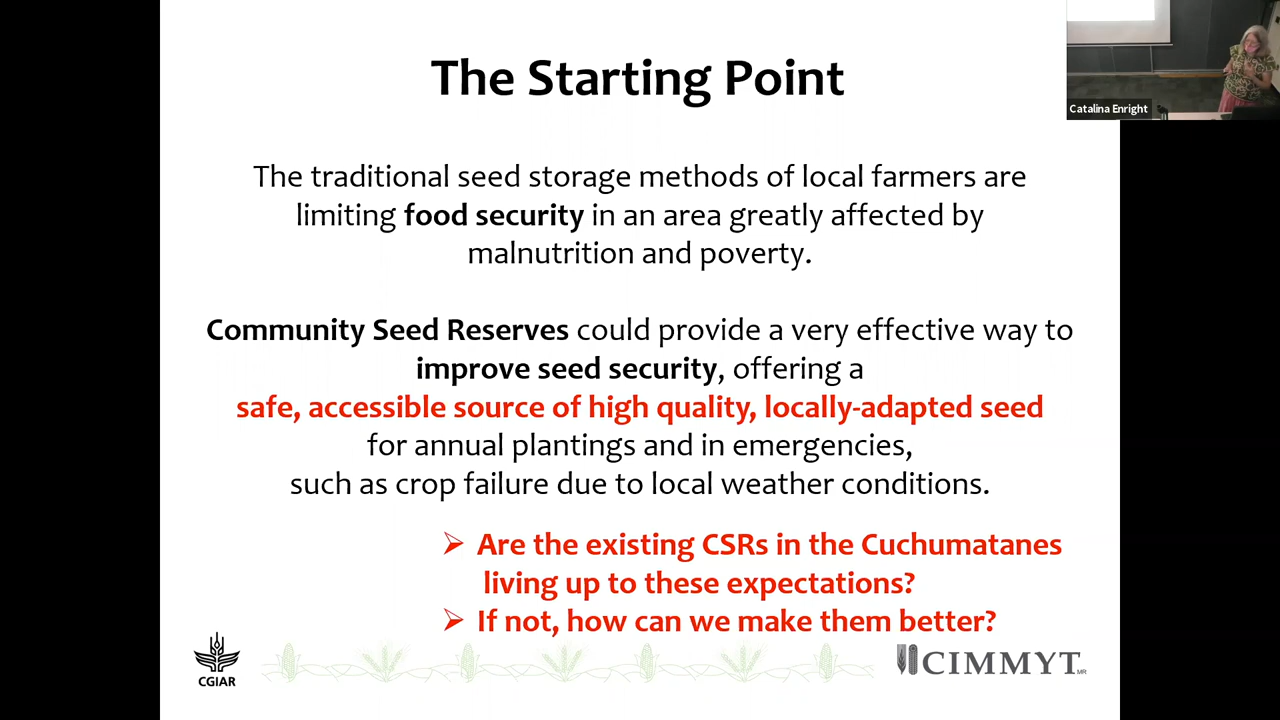 The Starting Point
Catalina Enright
The traditional seed storage methods of local farmers are
limiting food security in an area greatly affected by
malnutrition and poverty.
Community Seed Reserves could provide a very effective way to
improve seed security, offering a
safe, accessible source of high quality, locally-adapted seed
for annual plantings and in emergencies,
such as crop failure due to local weather conditions.
➢ Are the existing CSRs in the Cuchumatanes
living up to these expectations?
➢ If not, how can we make them better?
CGIAR
CIMMYT MR